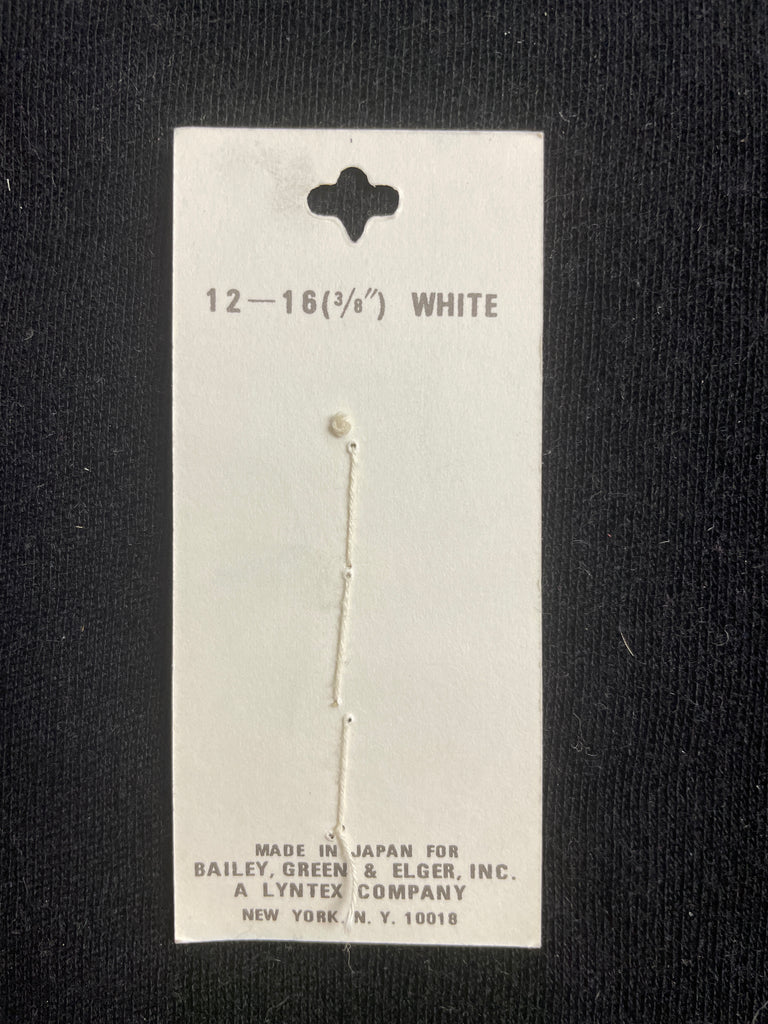 12—16(3/8") WHITE
MADE IN JAPAN FOR
BAILEY, GREEN & ELGER, INC.
A LYNTEX COMPANY
NEW YORK, N. Y. 10018